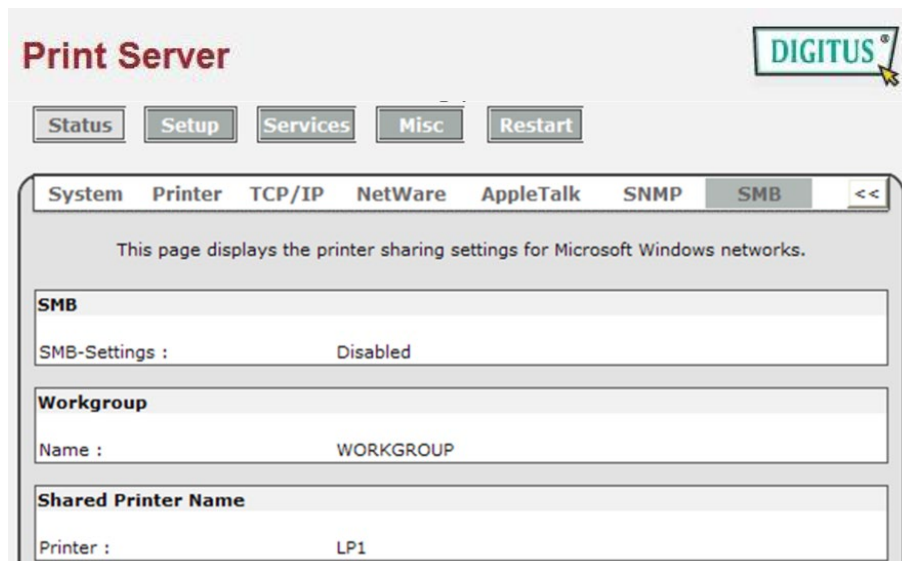 Print Server
DIGITUS®
Status Setup Services Misc Restart
System Printer TCP/IP NetWare AppleTalk SNMP SMB <<
This page displays the printer sharing settings for Microsoft Windows networks.
SMB
SMB-Settings : Disabled
Workgroup
Name : WORKGROUP
Shared Printer Name
Printer : LP1